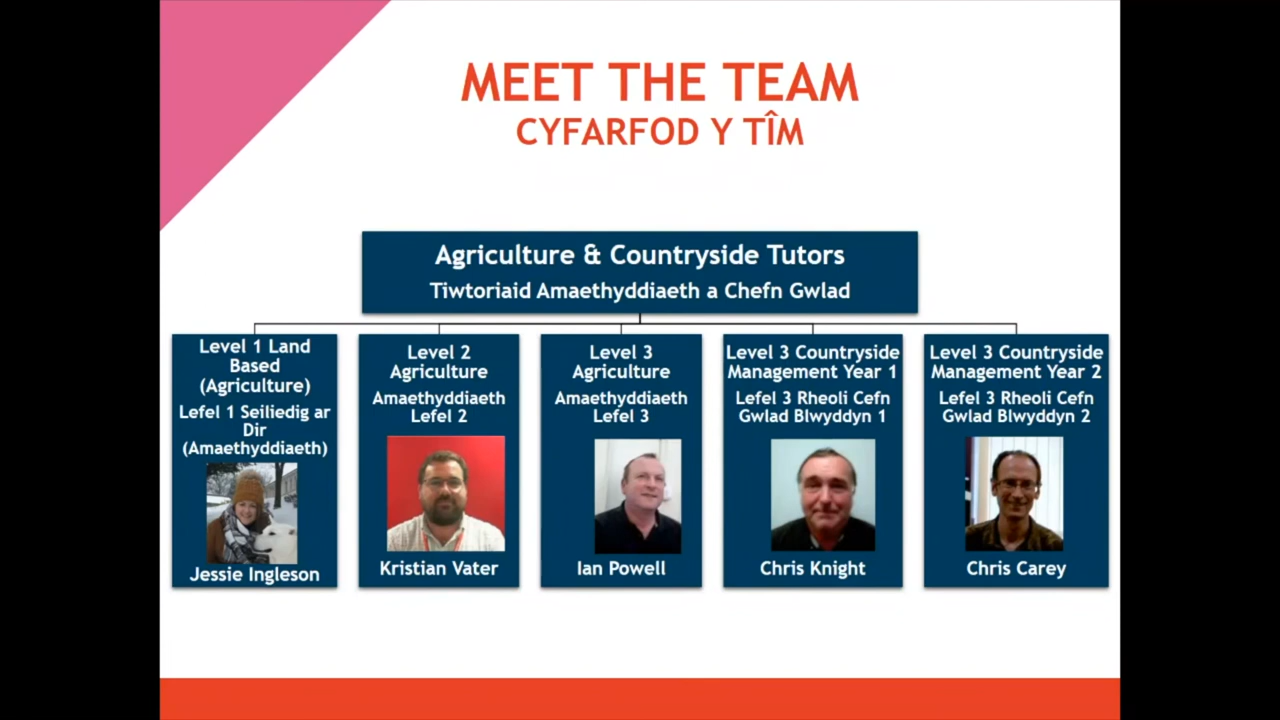 MEET THE TEAM
CYFARFOD Y TÎM
Agriculture & Countryside Tutors
Tiwtoriaid Amaethyddiaeth a Chefn Gwlad
Level 1 Land
Based
(Agriculture)
Lefel 1 Seiliedig ar
Dir
(Amaethyddiaeth)
Jessie Ingleson
Level 2
Agriculture
Amaethyddiaeth
Lefel 2
Kristian Vater
Level 3
Agriculture
Amaethyddiaeth
Lefel 3
Ian Powell
Level 3 Countryside
Management Year 1
Lefel 3 Rheoli Cefn
Gwlad Blwyddyn 1
Chris Knight
Level 3 Countryside
Management Year 2
Lefel 3 Rheoli Cefn
Gwlad Blwyddyn 2
Chris Carey